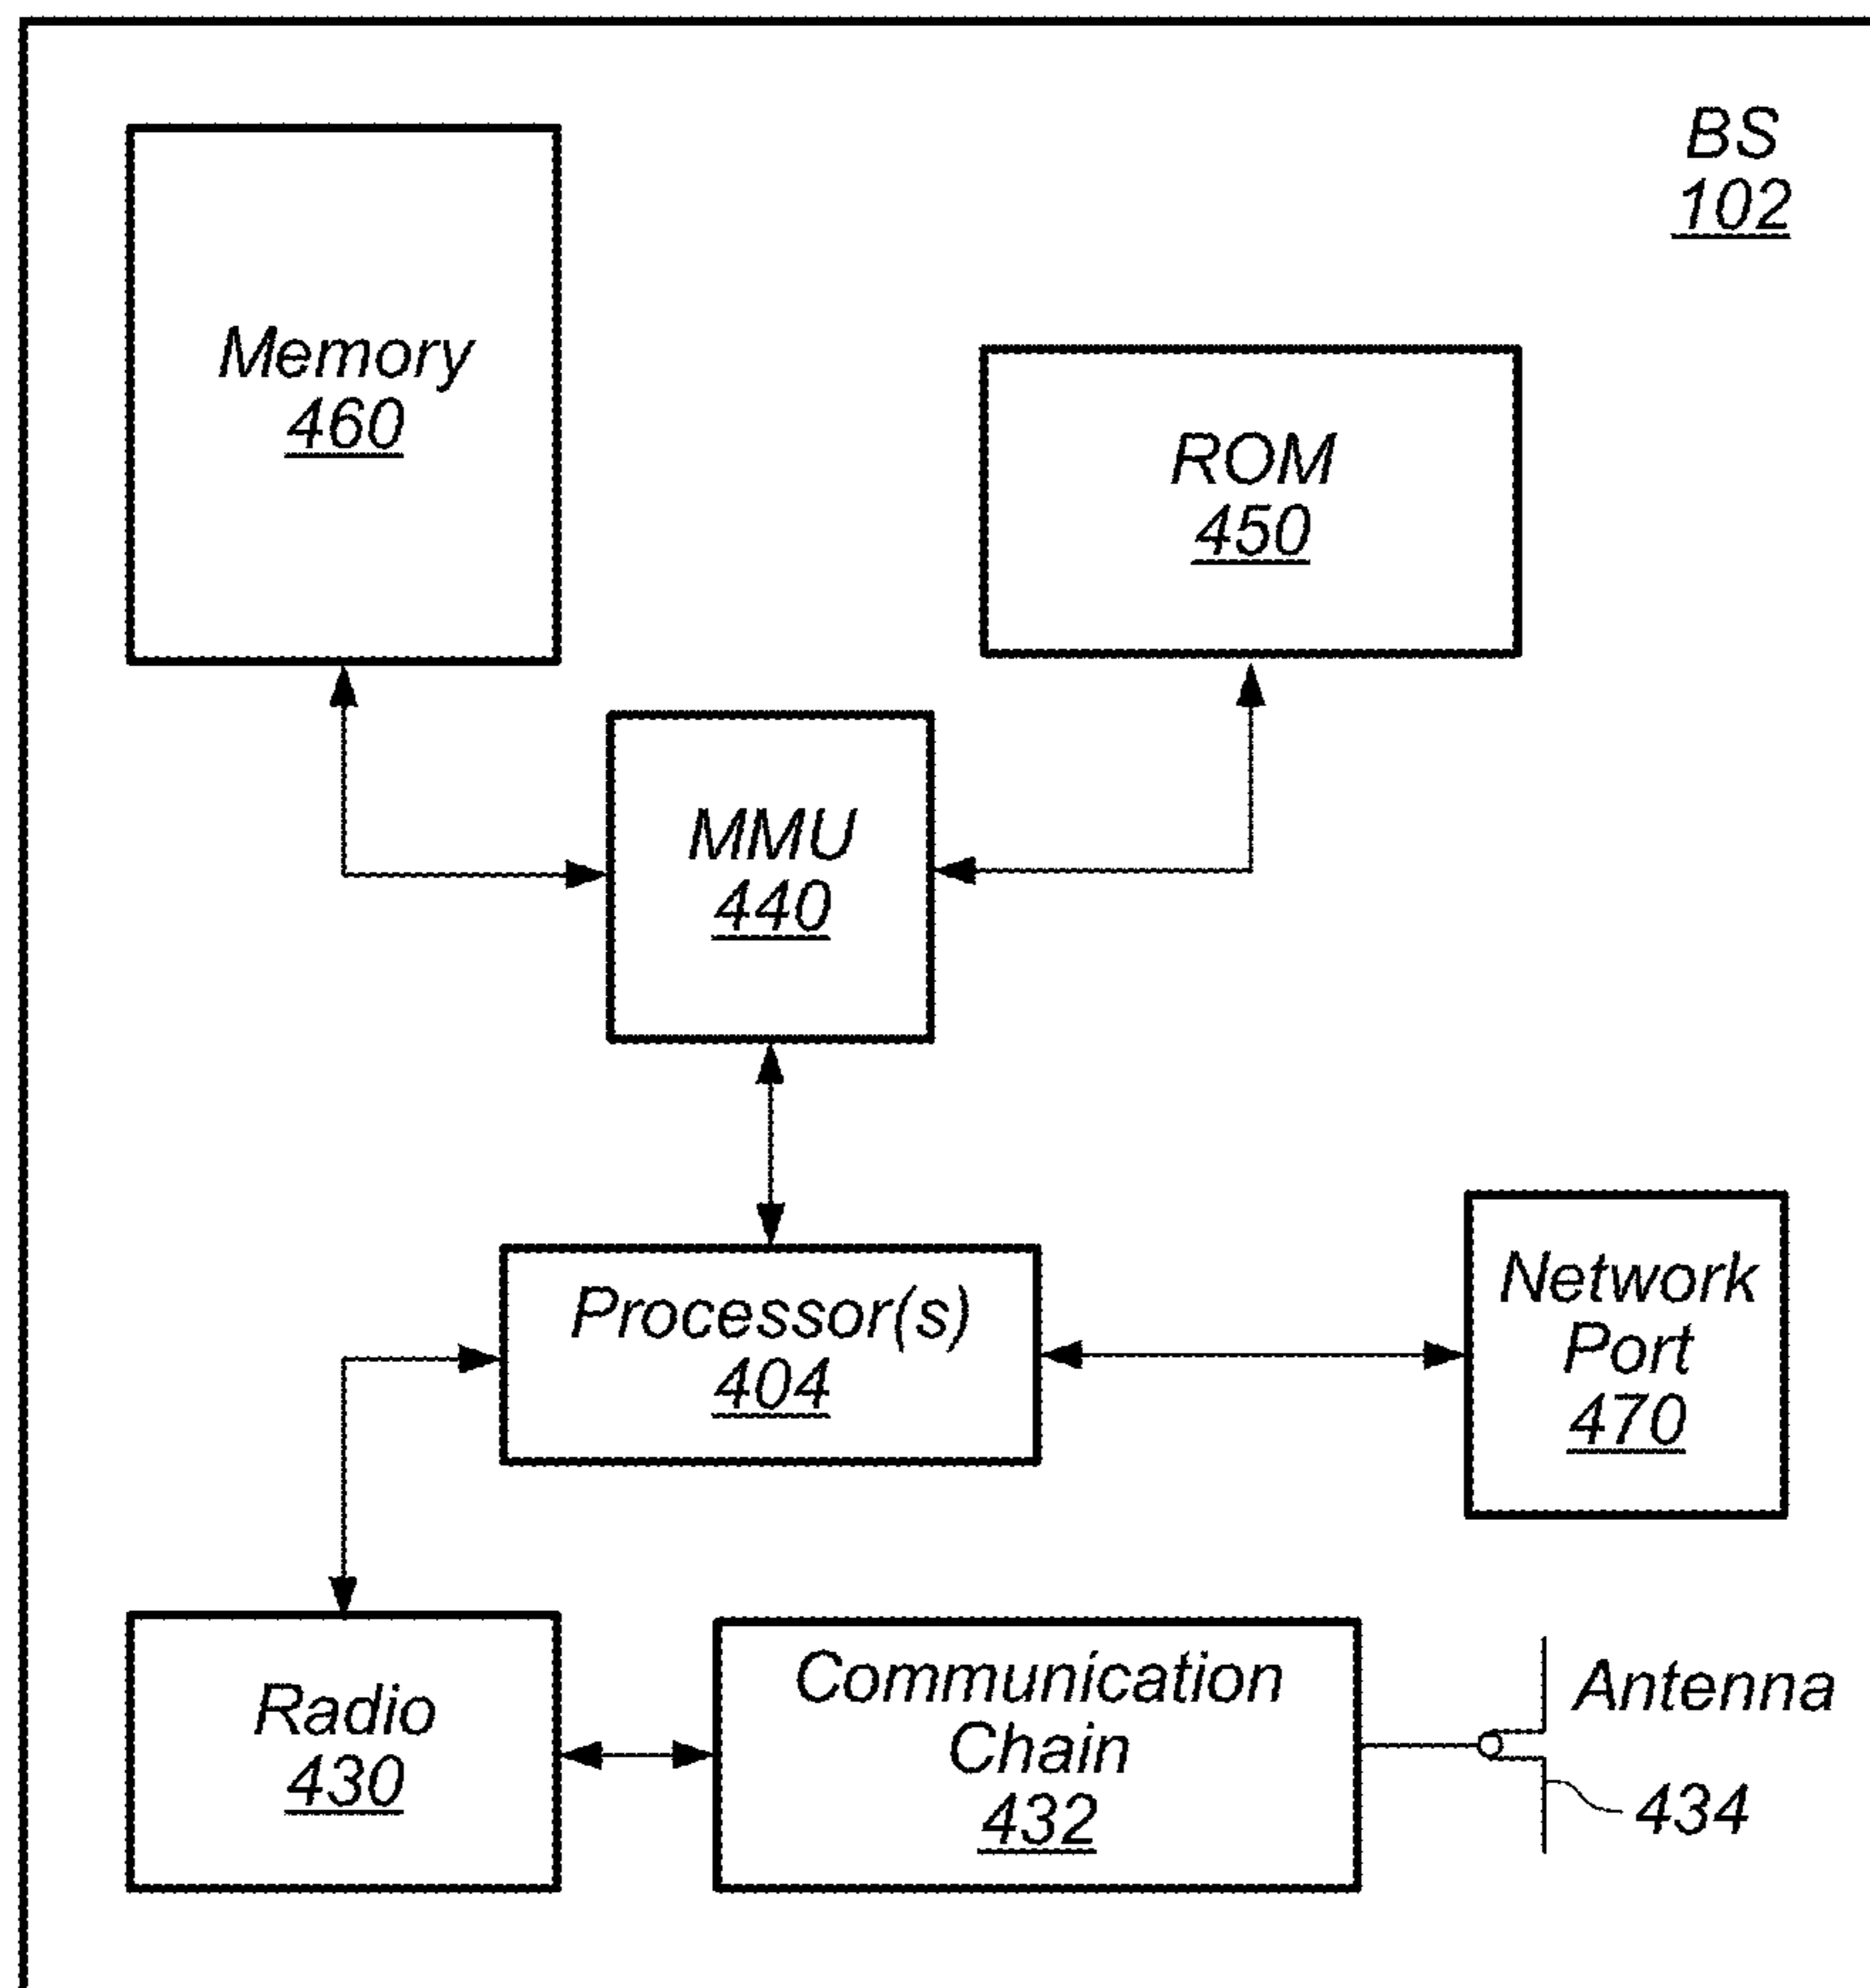 BS
102
Memory
460
ROM
450
MMU
440
Processor(s)
404
Network
Port
470
Radio
430
Communication
Chain
432
Antenna
434